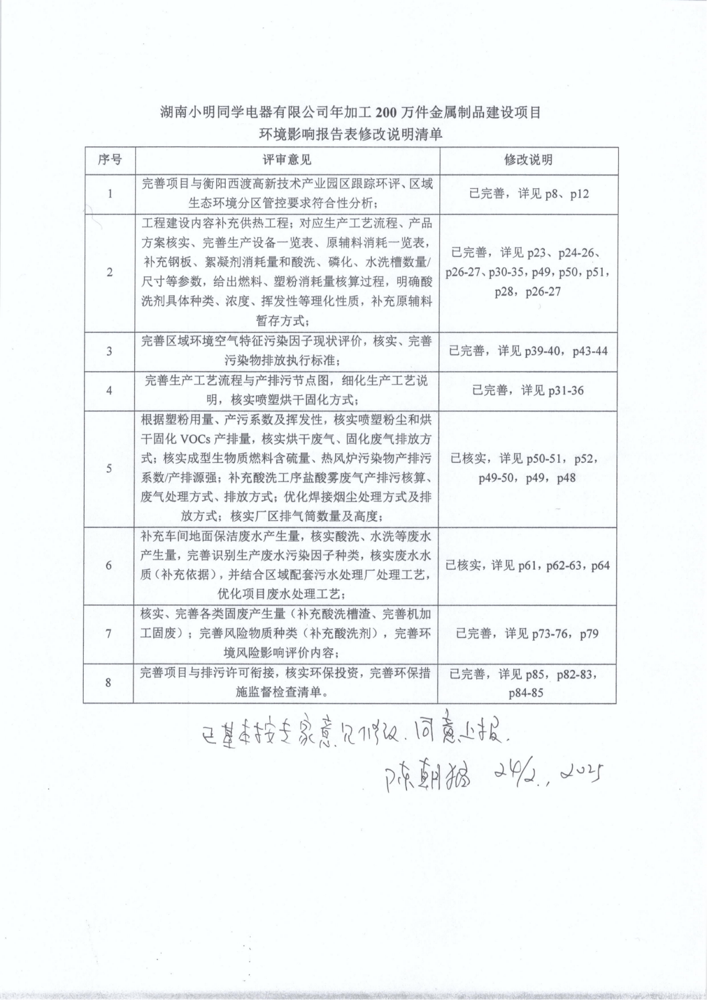 湖南小明同学电器有限公司年加工 200 万件金属制品建设项目
环境影响报告表修改说明清单
序号 评审意见 修改说明
1
完善项目与衡阳西渡高新技术产业园区跟踪环评、区域
生态环境分区管控要求符合性分析；
已完善，详见 p8、p12
2
工程建设内容补充供热工程；对应生产工艺流程、产品
方案核实、完善生产设备一览表、原辅料消耗一览表，
补充钢板、絮凝剂消耗量和酸洗、磷化、水洗槽数量/
尺寸等参数，给出燃料、塑粉消耗量核算过程，明确酸
洗剂具体种类、浓度、挥发性等理化性质，补充原辅料
暂存方式；
已完善，详见 p23、p24-26、
p26-27、p30-35，p49，p50，p51，
p28，p26-27
3
完善区域环境空气特征污染因子现状评价，核实、完善
污染物排放执行标准；
已完善，详见 p39-40，p43-44
4
完善生产工艺流程与产排污节点图，细化生产工艺说
明，核实喷塑烘干固化方式；
已完善，详见 p31-36
5
根据塑粉用量、产污系数及挥发性，核实喷塑粉尘和烘
干固化 VOCs 产排量，核实烘干废气、固化废气排放方
式；核实成型生物质燃料含硫量、热风炉污染物产排污
系数/产排源强；补充酸洗工序盐酸雾废气产排污核算、
废气处理方式、排放方式；优化焊接烟尘处理方式及排
放方式；核实厂区排气筒数量及高度；
已核实，详见 p50-51，p52，
p49-50，p49，p48
6
补充车间地面保洁废水产生量，核实酸洗、水洗等废水
产生量，完善识别生产废水污染因子种类，核实废水水
质（补充依据），并结合区域配套污水处理厂处理工艺，
优化项目废水处理工艺；
已核实，详见 p61，p62-63，p64
7
核实、完善各类固废产生量（补充酸洗槽渣、完善机加
工固废）；完善风险物质种类（补充酸洗剂），完善环
境风险影响评价内容；
已完善，详见 p73-76，p79
8
完善项目与排污许可衔接，核实环保投资，完善环保措
施监督检查清单。
已完善，详见 p85，p82-83，
p84-85
已基本按专家意见修改.同意上报.
陈朝 24/2., 2025